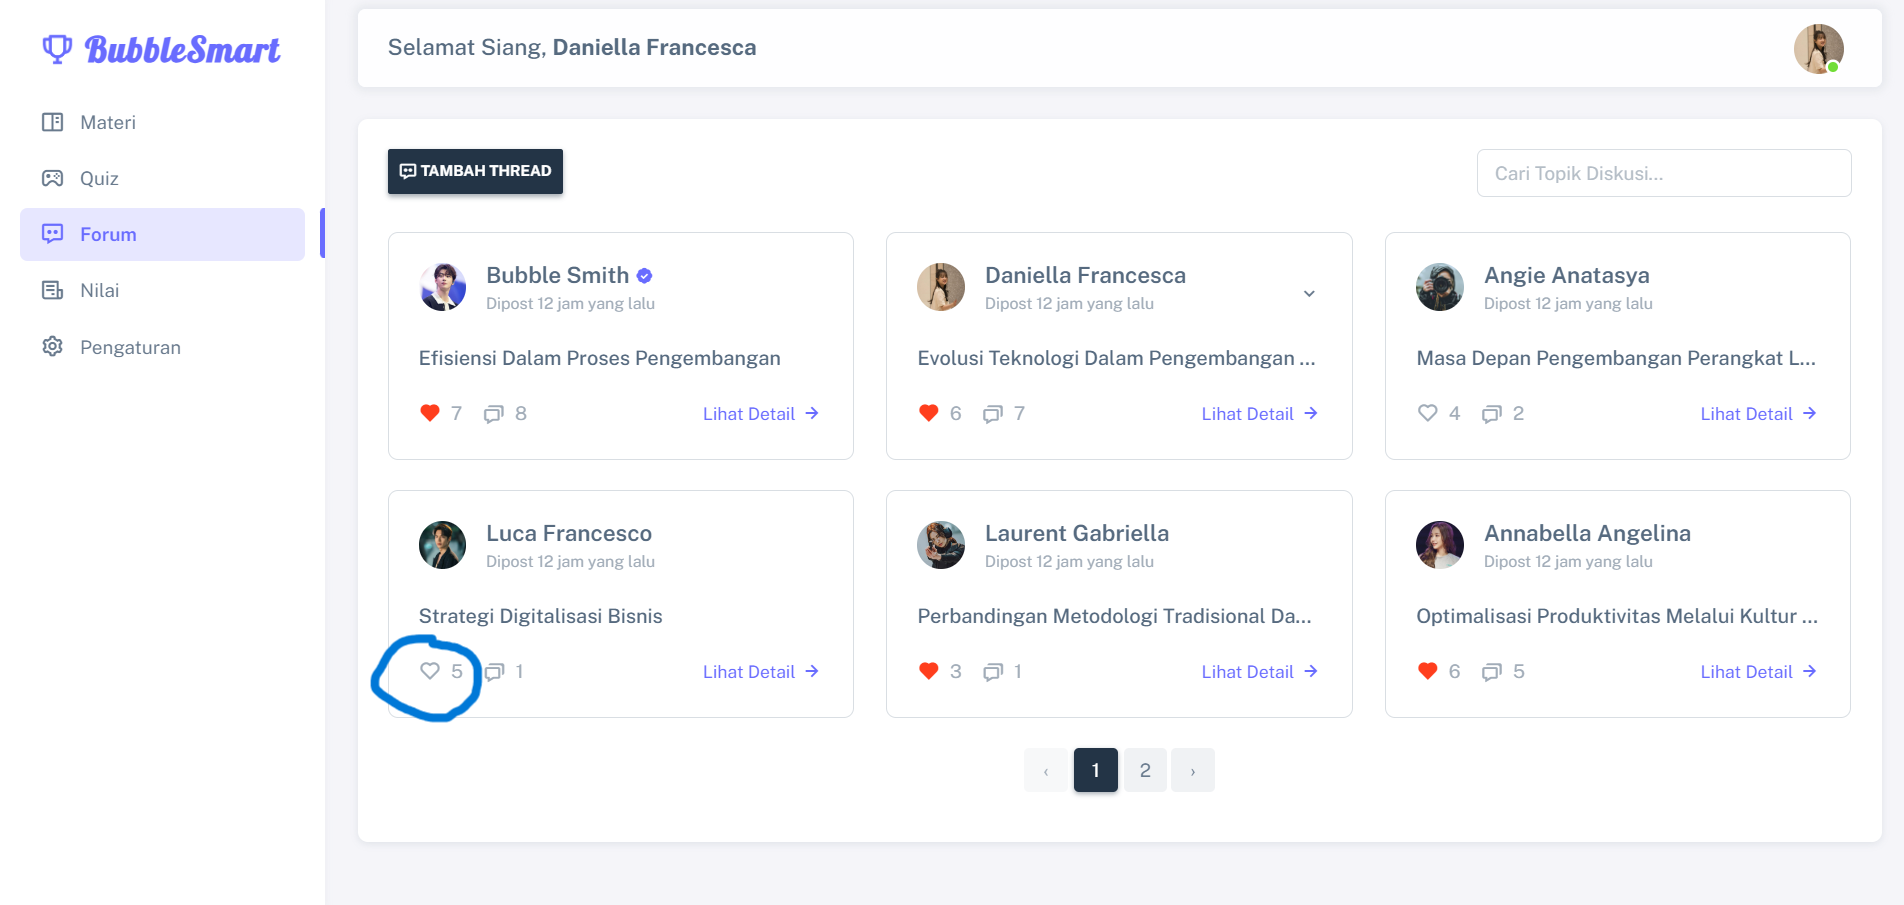 BubbleSmart
Materi
Quiz
Forum
Nilai
Pengaturan
Selamat Siang, Daniella Francesca
TAMBAH THREAD
Cari Topik Diskusi...
Bubble Smith
Dipost 12 jam yang lalu
Efisiensi Dalam Proses Pengembangan
7 8 Lihat Detail →
Daniella Francesca
Dipost 12 jam yang lalu
Evolusi Teknologi Dalam Pengembangan ...
6 7 Lihat Detail →
Angie Anatasya
Dipost 12 jam yang lalu
Masa Depan Pengembangan Perangkat L...
4 2 Lihat Detail →
Luca Francesco
Dipost 12 jam yang lalu
Strategi Digitalisasi Bisnis
5 1 Lihat Detail →
Laurent Gabriella
Dipost 12 jam yang lalu
Perbandingan Metodologi Tradisional Da...
3 1 Lihat Detail →
Annabella Angelina
Dipost 12 jam yang lalu
Optimalisasi Produktivitas Melalui Kultur ...
6 5 Lihat Detail →
‹ 1 2 ›